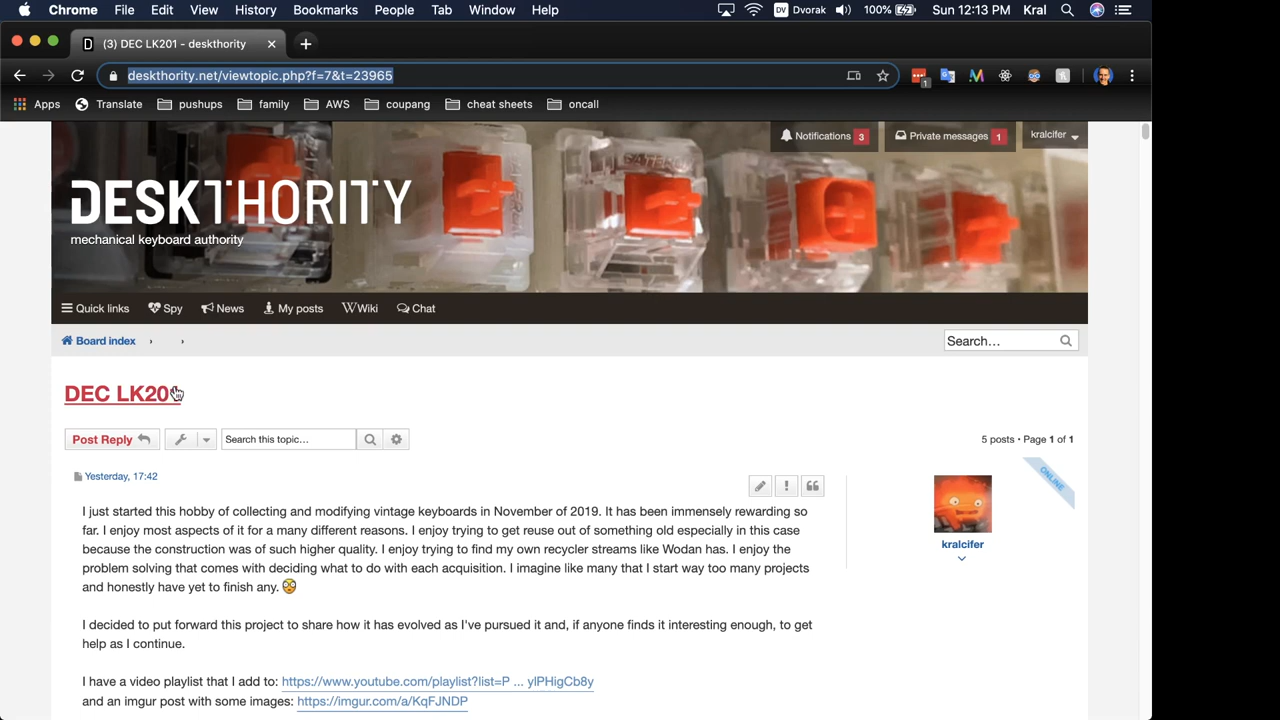 Chrome File Edit View History Bookmarks People Tab Window Help DV Dvorak 100% Sun 12:13 PM Kral
D (3) DEC LK201 - deskthority
deskthority.net/viewtopic.php?f=7&t=23965
1
Apps Translate pushups family AWS coupang cheat sheets oncall
Notifications 3 Private messages 1 kralcifer
DESKTHORITY
mechanical keyboard authority
Quick links Spy News My posts Wiki Chat
Board index › › Search…
DEC LK20
Post Reply Search this topic… 5 posts • Page 1 of 1
Yesterday, 17:42
ONLINE
I just started this hobby of collecting and modifying vintage keyboards in November of 2019. It has been immensely rewarding so
far. I enjoy most aspects of it for a many different reasons. I enjoy trying to get reuse out of something old especially in this case
because the construction was of such higher quality. I enjoy trying to find my own recycler streams like Wodan has. I enjoy the
problem solving that comes with deciding what to do with each acquisition. I imagine like many that I start way too many projects
and honestly have yet to finish any.
kralcifer
I decided to put forward this project to share how it has evolved as I've pursued it and, if anyone finds it interesting enough, to get
help as I continue.
I have a video playlist that I add to: https://www.youtube.com/playlist?list=P ... ylPHigCb8y
and an imgur post with some images: https://imgur.com/a/KqFJNDP